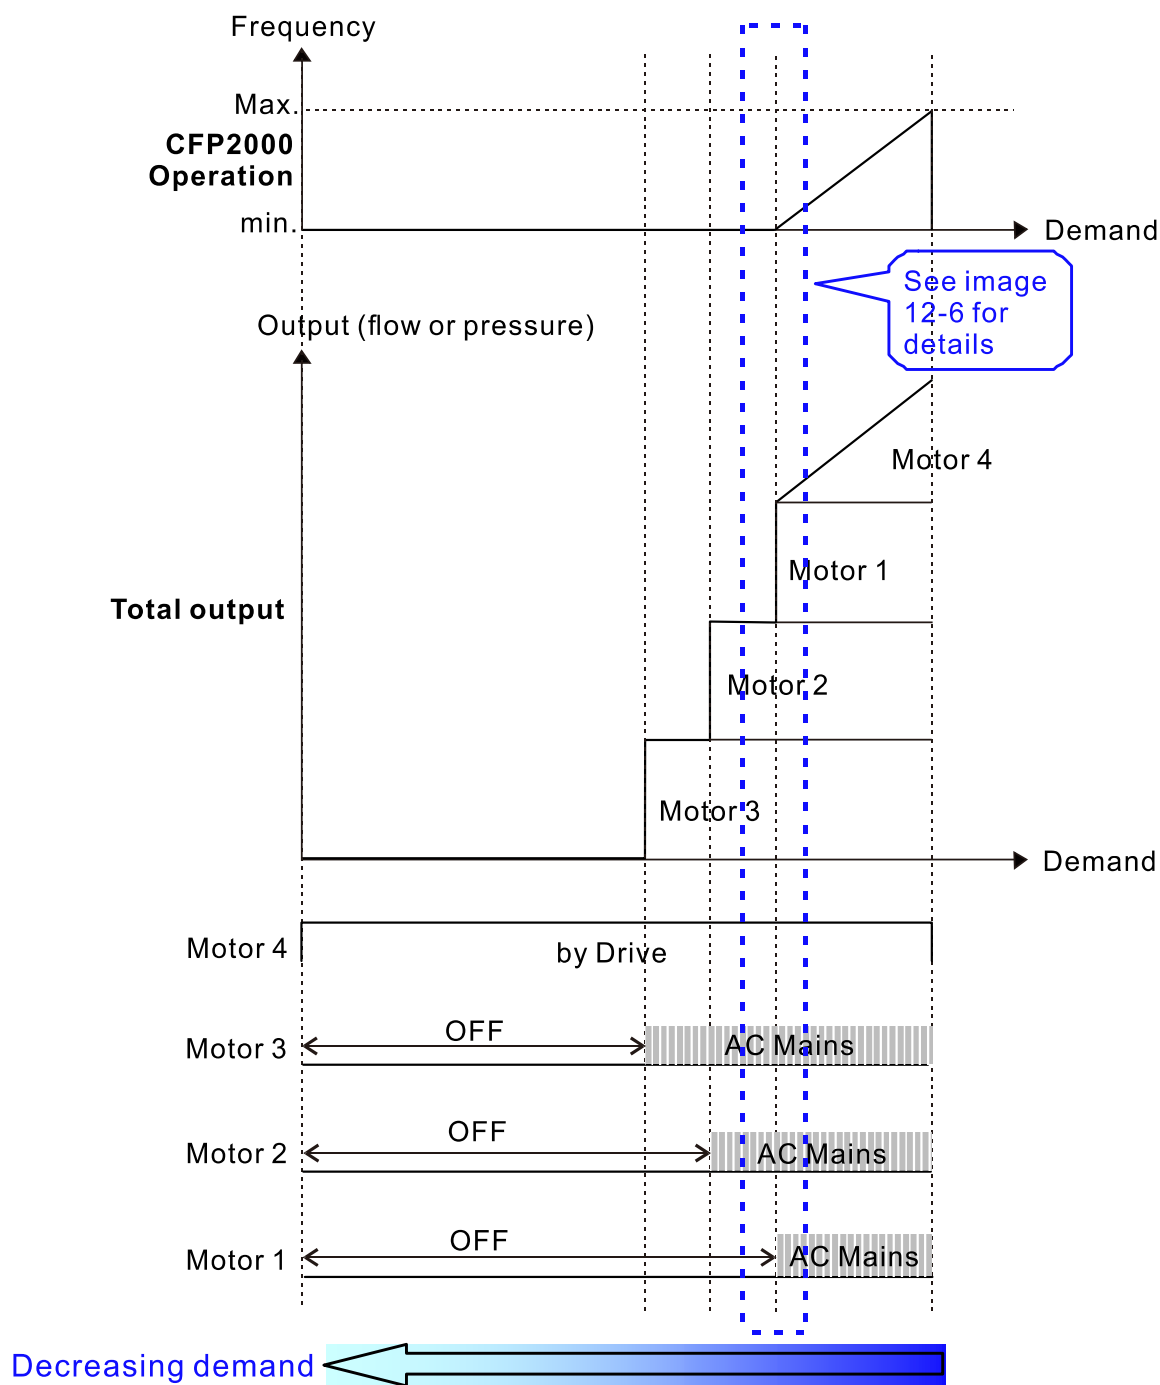 Frequency
Max.
CFP2000
Operation
min.
Demand
See image
12-6 for
details
Output (flow or pressure)
Motor 4
Motor 1
Total output
Motor 2
Motor 3
Demand
Motor 4
by Drive
OFF
Motor 3
AC Mains
OFF
Motor 2
AC Mains
OFF
Motor 1
AC Mains
Decreasing demand